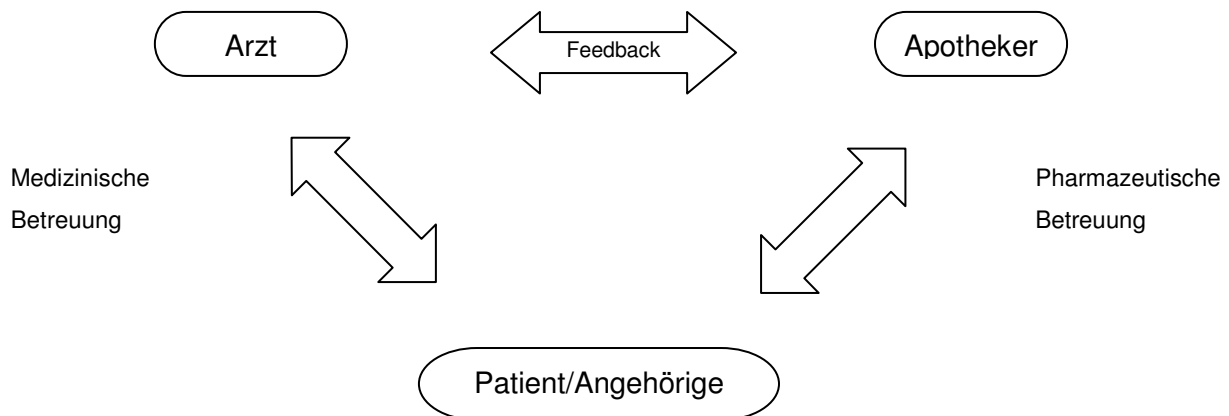 Arzt
Feedback
Apotheker
Medizinische
Betreuung
Pharmazeutische
Betreuung
Patient/Angehörige